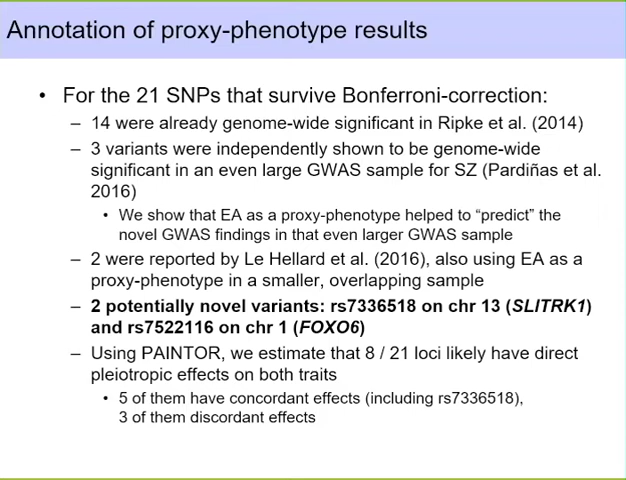 Annotation of proxy-phenotype results
• For the 21 SNPs that survive Bonferroni-correction:
– 14 were already genome-wide significant in Ripke et al. (2014)
– 3 variants were independently shown to be genome-wide
significant in an even large GWAS sample for SZ (Pardiñas et al.
2016)
• We show that EA as a proxy-phenotype helped to “predict” the
novel GWAS findings in that even larger GWAS sample
– 2 were reported by Le Hellard et al. (2016), also using EA as a
proxy-phenotype in a smaller, overlapping sample
– 2 potentially novel variants: rs7336518 on chr 13 (SLITRK1)
and rs7522116 on chr 1 (FOXO6)
– Using PAINTOR, we estimate that 8 / 21 loci likely have direct
pleiotropic effects on both traits
• 5 of them have concordant effects (including rs7336518),
3 of them discordant effects